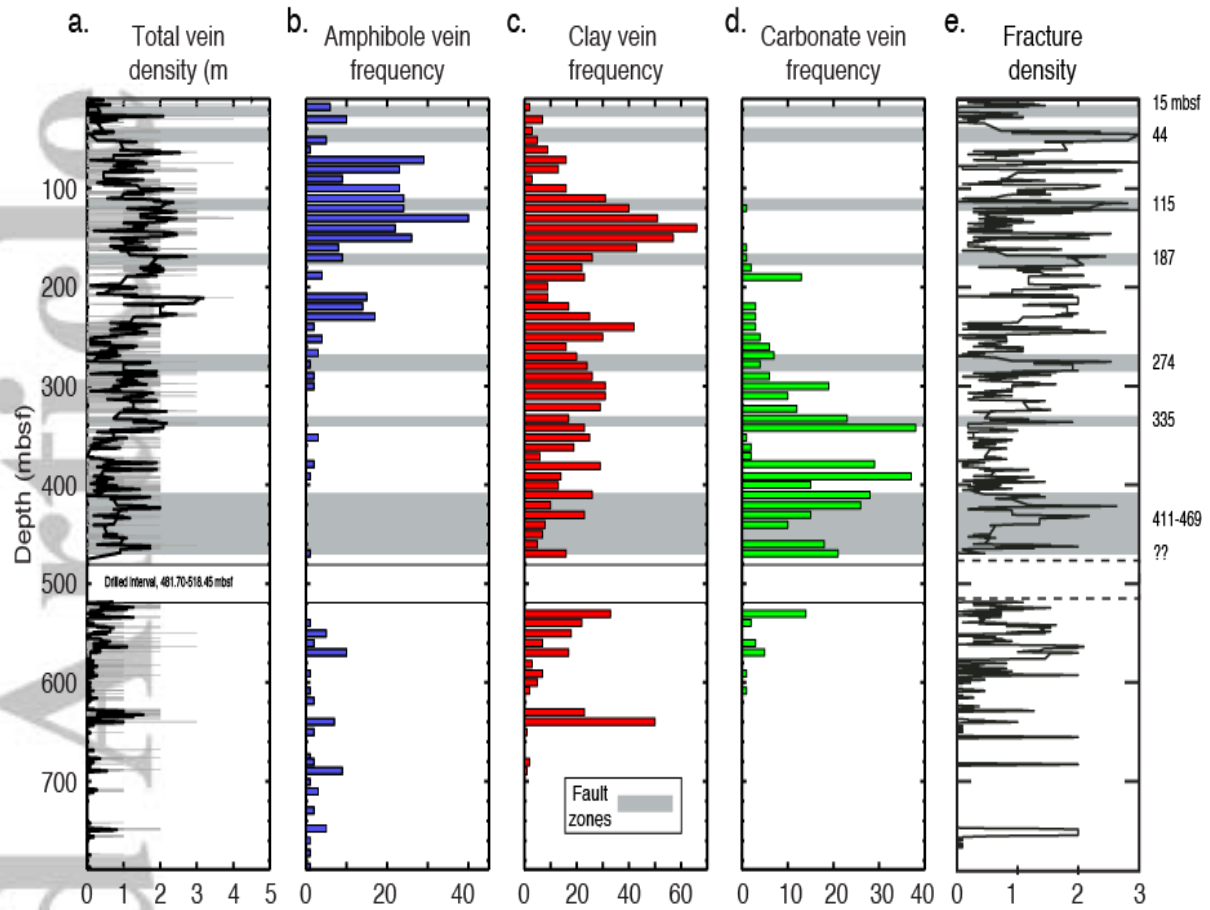 a.
Total vein
density (m
b.
Amphibole vein
frequency
c.
Clay vein
frequency
d.
Carbonate vein
frequency
e.
Fracture
density
Depth (mbsf)
100
200
300
400
500
600
700
15 mbsf
44
115
187
274
335
411-469
??
Drilled Interval, 481.70-518.45 mbsf
Fault
zones
0 1 2 3 4 5
0 20 40
0 20 40 60
0 10 20 30 40
0 1 2 3